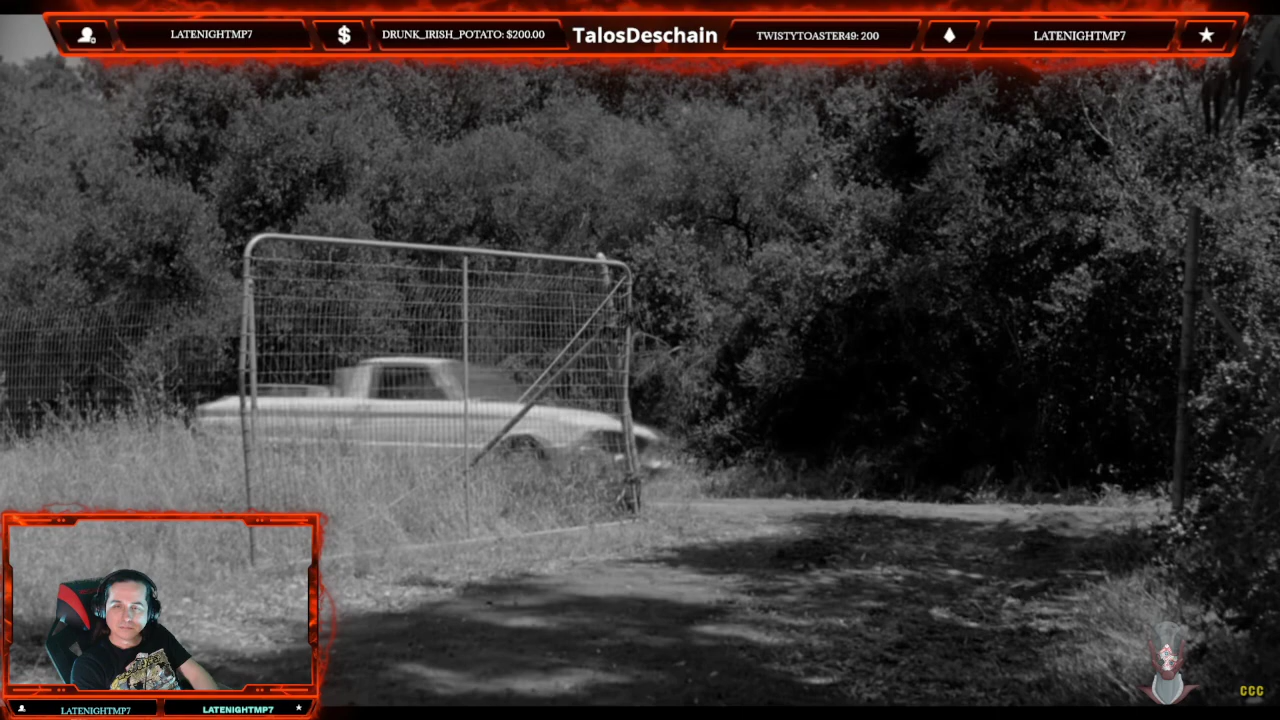 LATENIGHTMP7
$
DRUNK_IRISH_POTATO: $200.00
TalosDeschain
TWISTYTOASTER49: 200
LATENIGHTMP7
LATENIGHTMP7
LATENIGHTMP7
CCC